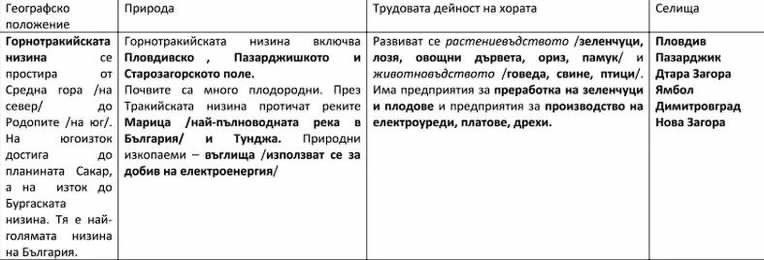 Географско
положение
Природа
Трудовата дейност на хората
Селища
Горнотракийската
низина се
простира от
Средна гора /на
север/ до
Родопите /на юг/.
На югоизток
достига до
планината Сакар,
а на изток до
Бургаската
низина. Тя е най-
голямата низина
на България.
Горнотракийската низина включва
Пловдивско , Пазарджишкото и
Старозагорското поле.
Почвите са много плодородни. През
Тракийската низина протичат реките
Марица /най-пълноводната река в
България/ и Тунджа. Природни
изкопаеми – въглища /използват се за
добив на електроенергия/
Развиват се растениевъдството /зеленчуци,
лозя, овощни дървета, ориз, памук/ и
животновъдството /говеда, свине, птици/.
Има предприятия за преработка на зеленчуци
и плодове и предприятия за производство на
електроуреди, платове, дрехи.
Пловдив
Пазарджик
Дтара Загора
Ямбол
Димитровград
Нова Загора